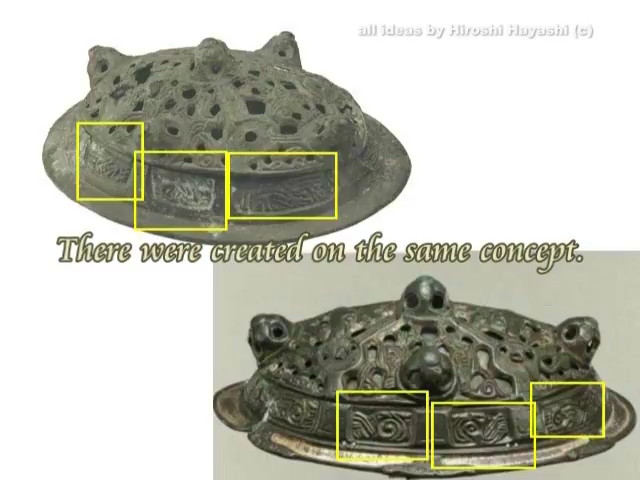 all ideas by Hiroshi Hayashi (c)
There were created on the same concept.